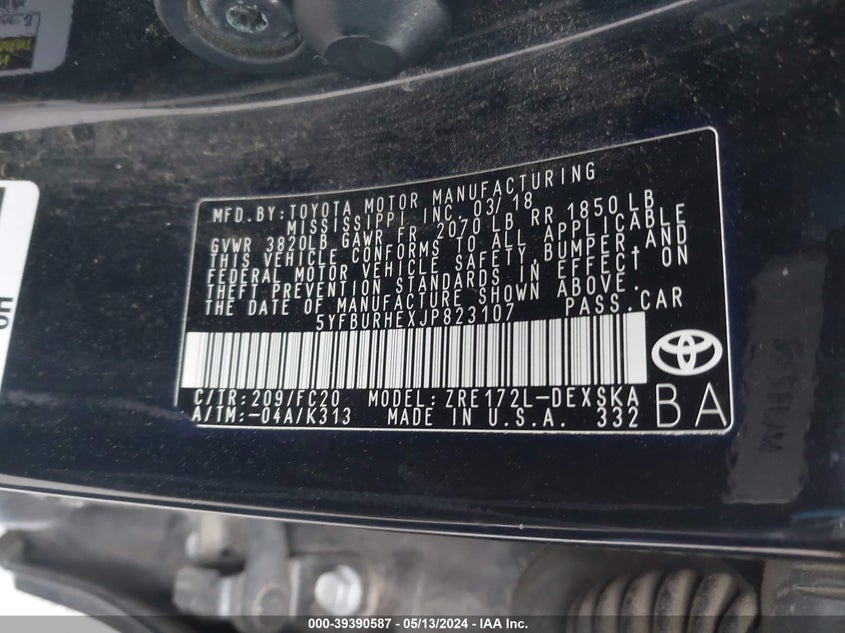 MFD.BY:TOYOTA MOTOR MANUFACTURING
MISSISSIPPI INC. 03/18
GVWR 3820LB GAWR FR 2070 LB RR 1850 LB
THIS VEHICLE CONFORMS TO ALL APPLICABLE
FEDERAL MOTOR VEHICLE SAFETY,BUMPER,AND
THEFT PREVENTION STANDARDS IN EFFECT ON
THE DATE OF MANUFACTURE SHOWN ABOVE.
5YFBURHEXJP823107 PASS.CAR
C/TR:209/FC20 MODEL: ZRE172L-DEXSKA
A/TM:-04A/K313 MADE IN U.S.A. 332
BA
000-39390587 - 05/13/2024 - IAA Inc.